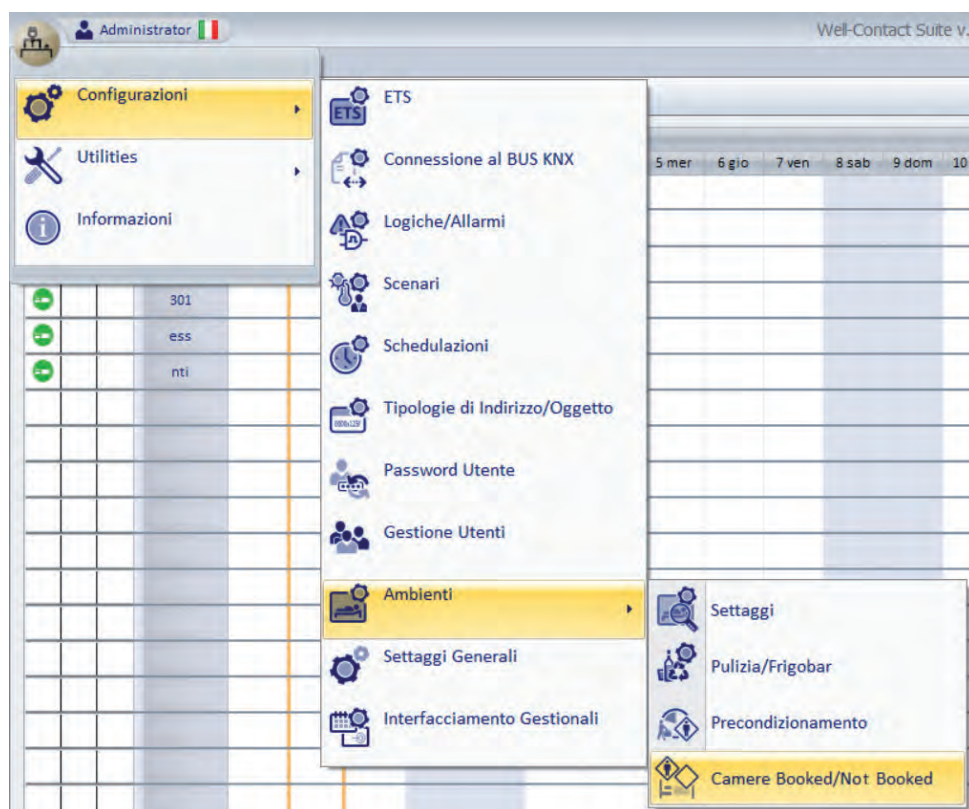 Administrator
Well-Contact Suite v.
Configurazioni
Utilities
Informazioni
ETS
ETS
Connessione al BUS KNX
Logiche/Allarmi
Scenari
Schedulazioni
Tipologie di Indirizzo/Oggetto
Password Utente
Gestione Utenti
Ambienti
Settaggi Generali
Interfacciamento Gestionali
Settaggi
Pulizia/Frigobar
Precondizionamento
Camere Booked/Not Booked
5 mer 6 gio 7 ven 8 sab 9 dom 10
301
ess
nti